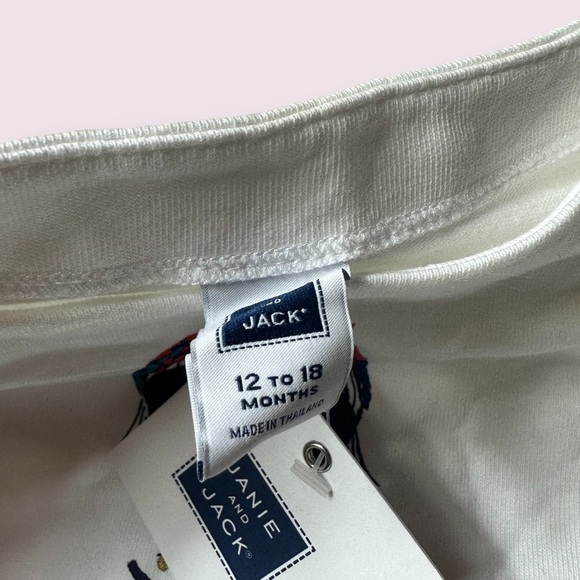 JACK®
12 TO 18
MONTHS
MADE IN THAILAND
JANIE
AND
JACK®